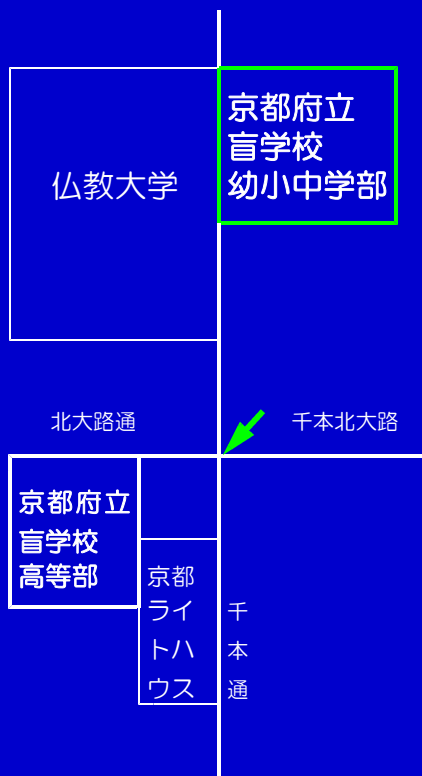 京都府立
盲学校
幼小中学部
仏教大学
北大路通
千本北大路
京都府立
盲学校
高等部
京都
ライ
トハ
ウス
千
本
通